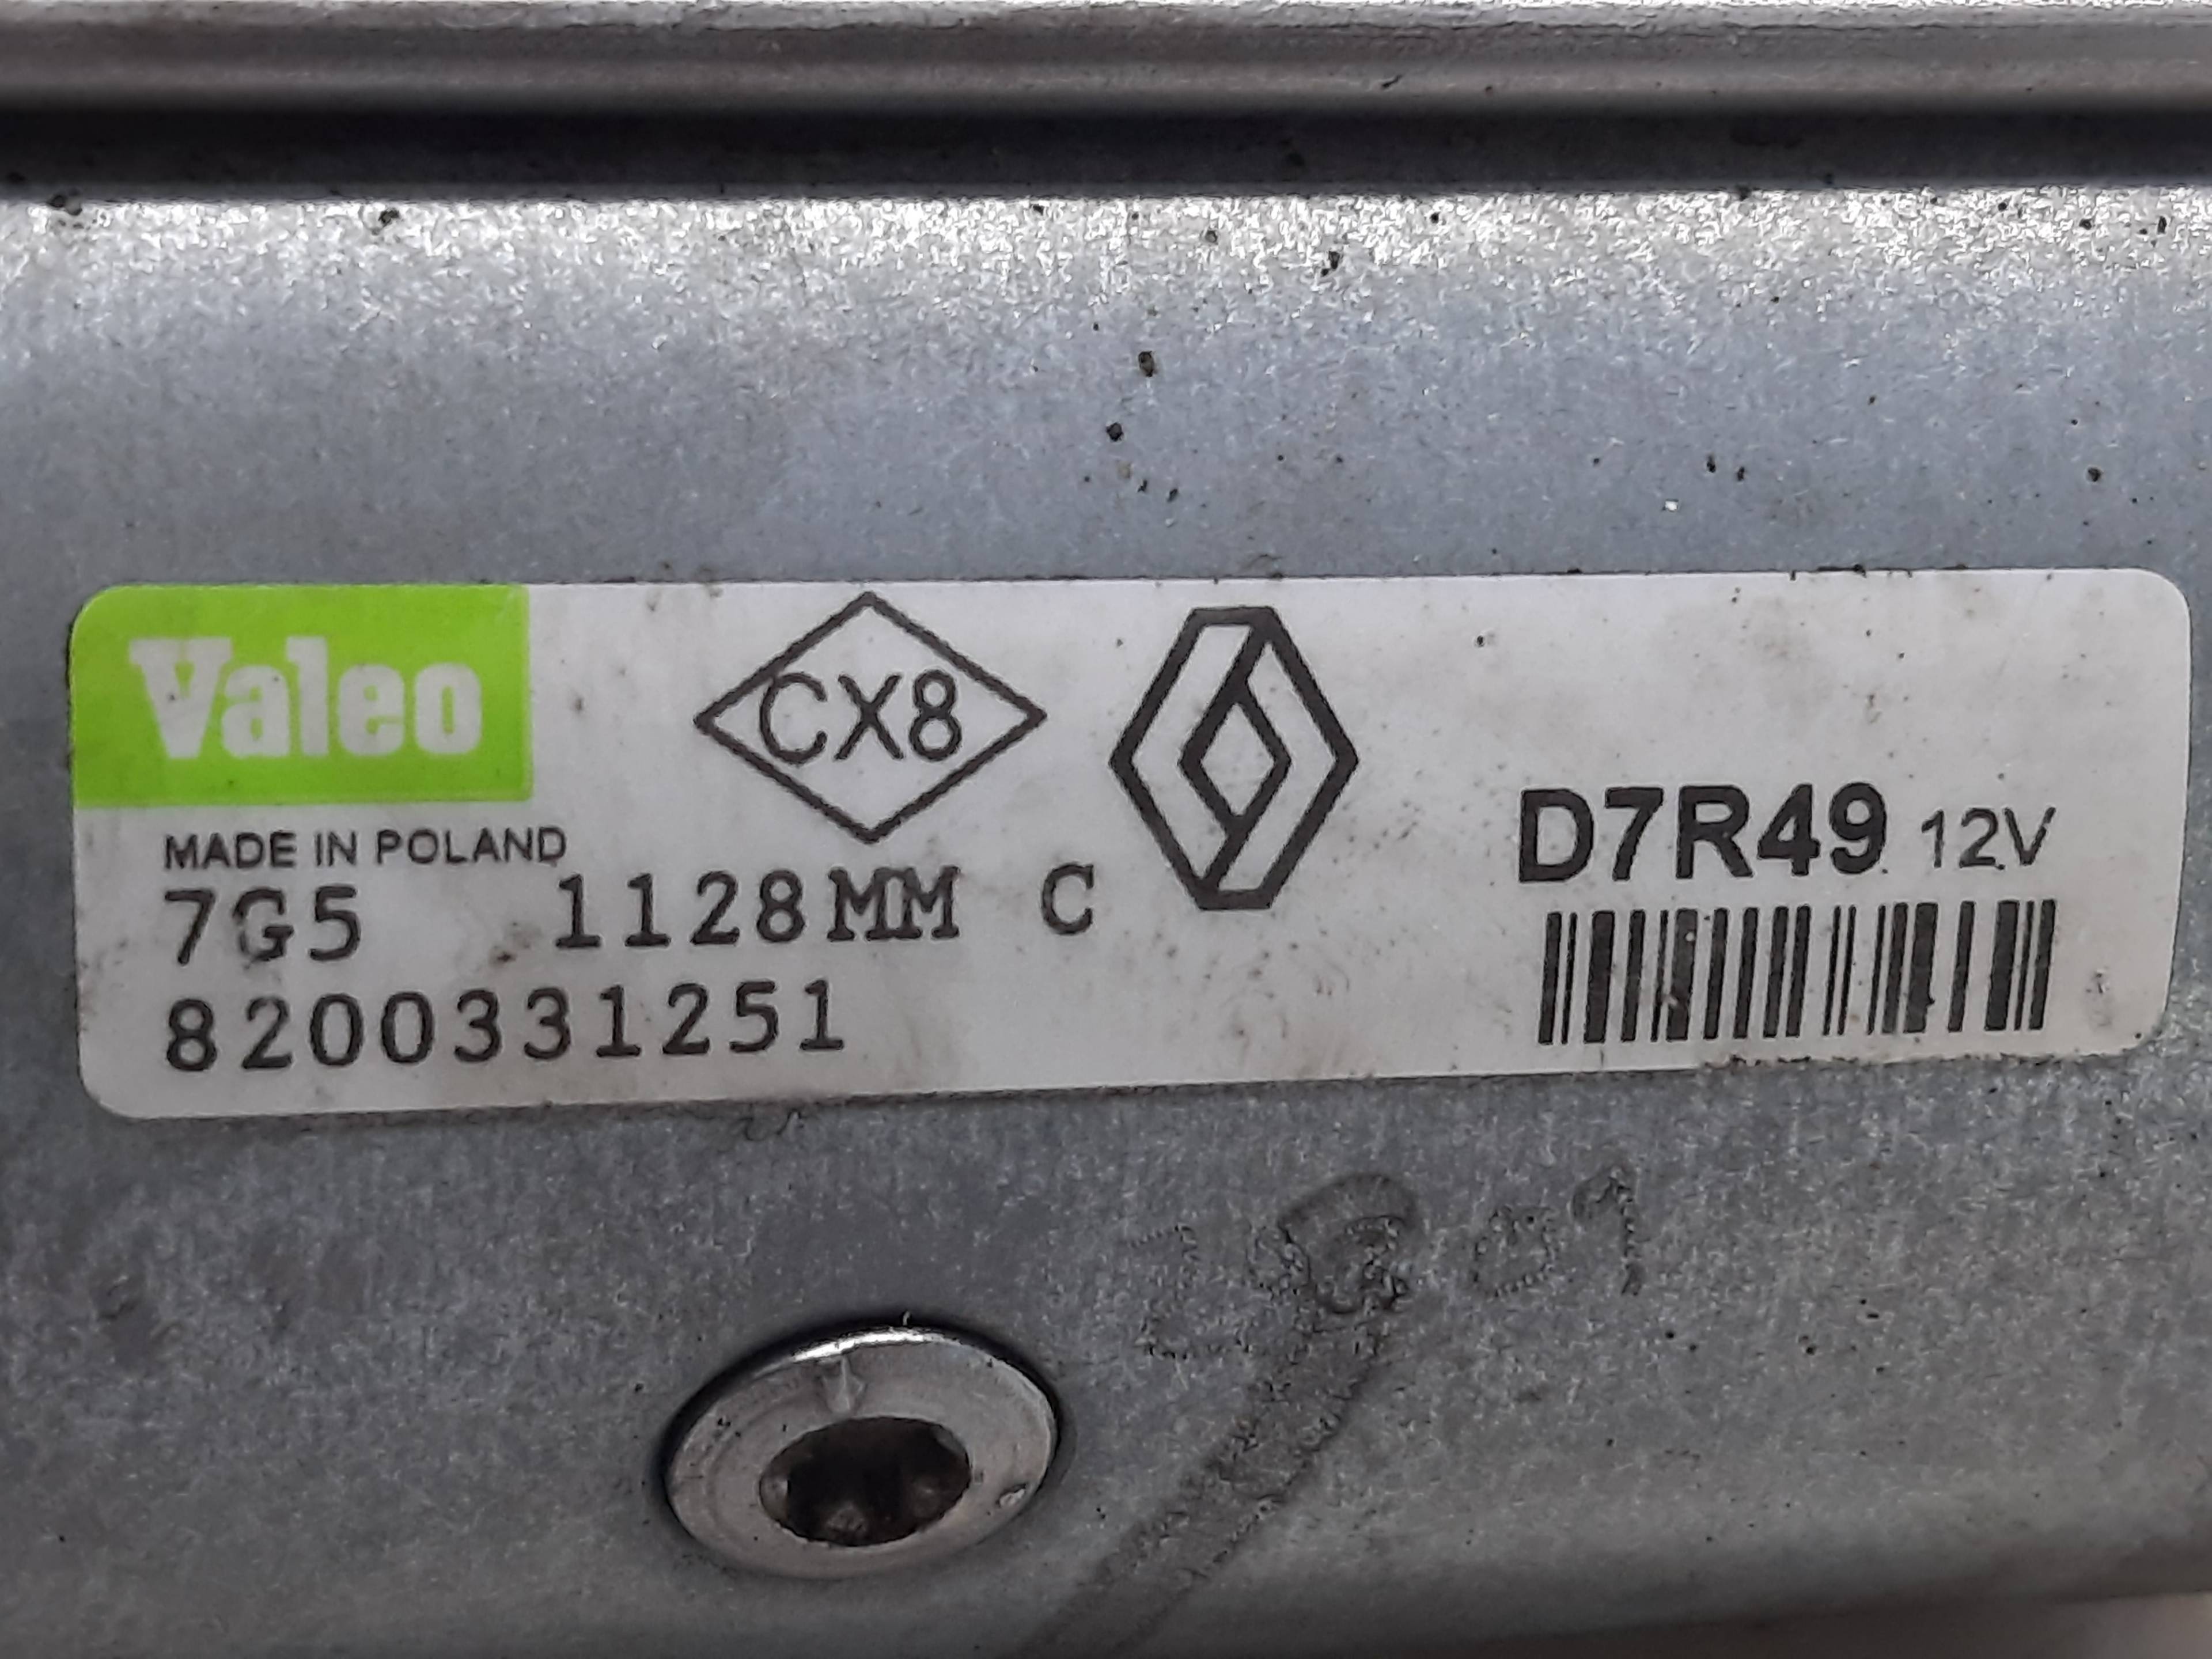 Valeo
CX8
D7R49 12V
MADE IN POLAND
7G5 1128MM C
8200331251